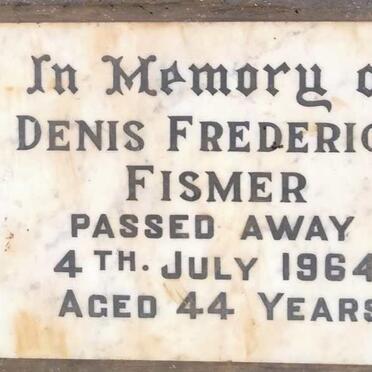 In Memory o
DENIS FREDERIC
FISMER
PASSED AWAY
4TH. JULY 1964
AGED 44 YEARS